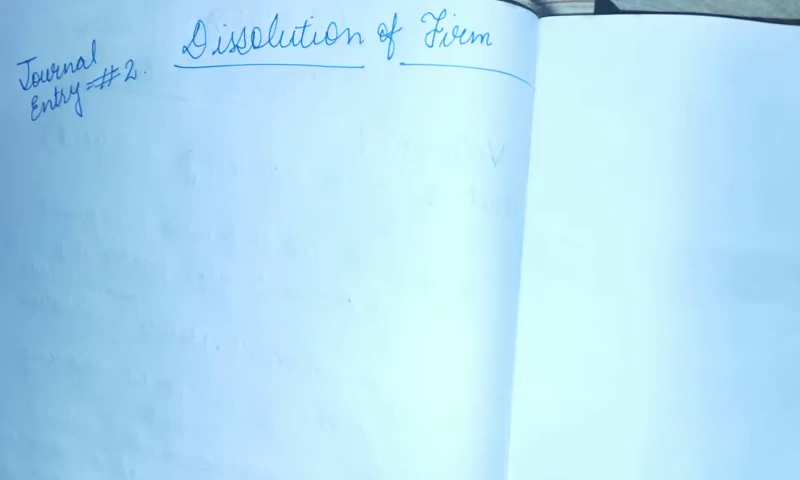 Dissolution of Firm
Journal
Entry =# 2.